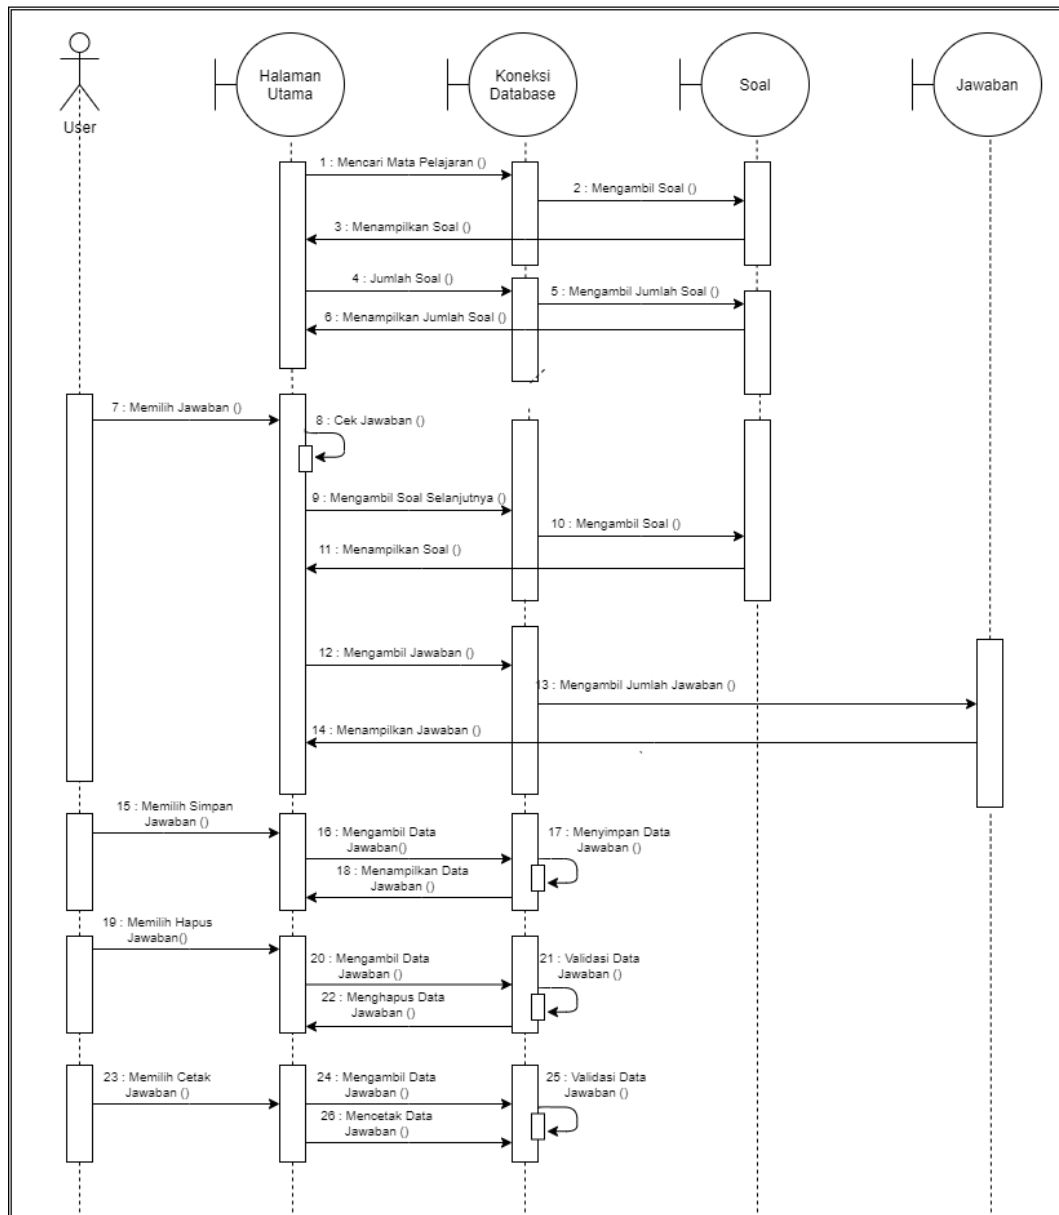 Halaman
Utama
Koneksi
Database
Soal
Jawaban
User
1 : Mencari Mata Pelajaran ()
2 : Mengambil Soal ()
3 : Menampilkan Soal ()
4 : Jumlah Soal ()
5 : Mengambil Jumlah Soal ()
6 : Menampilkan Jumlah Soal ()
7 : Memilih Jawaban ()
8 : Cek Jawaban ()
9 : Mengambil Soal Selanjutnya ()
10 : Mengambil Soal ()
11 : Menampilkan Soal ()
12 : Mengambil Jawaban ()
13 : Mengambil Jumlah Jawaban ()
14 : Menampilkan Jawaban ()
15 : Memilih Simpan
Jawaban ()
16 : Mengambil Data
Jawaban()
17 : Menyimpan Data
Jawaban ()
18 : Menampilkan Data
Jawaban ()
19 : Memilih Hapus
Jawaban()
20 : Mengambil Data
Jawaban ()
21 : Validasi Data
Jawaban ()
22 : Menghapus Data
Jawaban ()
23 : Memilih Cetak
Jawaban ()
24 : Mengambil Data
Jawaban ()
25 : Validasi Data
Jawaban ()
26 : Mencetak Data
Jawaban ()